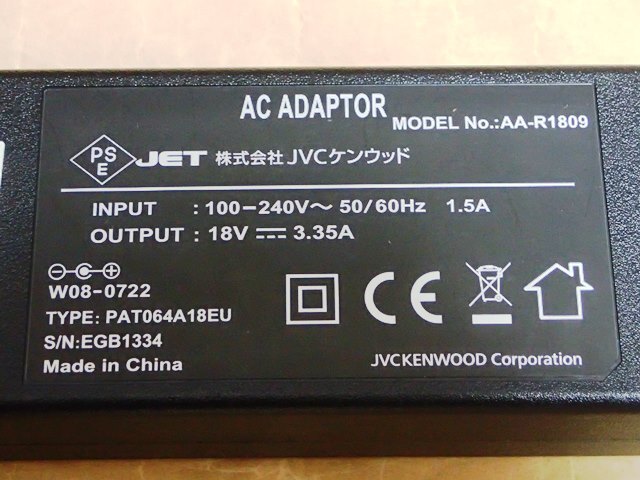 AC ADAPTOR
MODEL No.:AA-R1809
PS
E
JET 株式会社JVCケンウッド
INPUT : 100-240V～ 50/60Hz 1.5A
OUTPUT : 18V ⎓ 3.35A
W08-0722
TYPE: PAT064A18EU
S/N:EGB1334
Made in China
CE
JVCKENWOOD Corporation